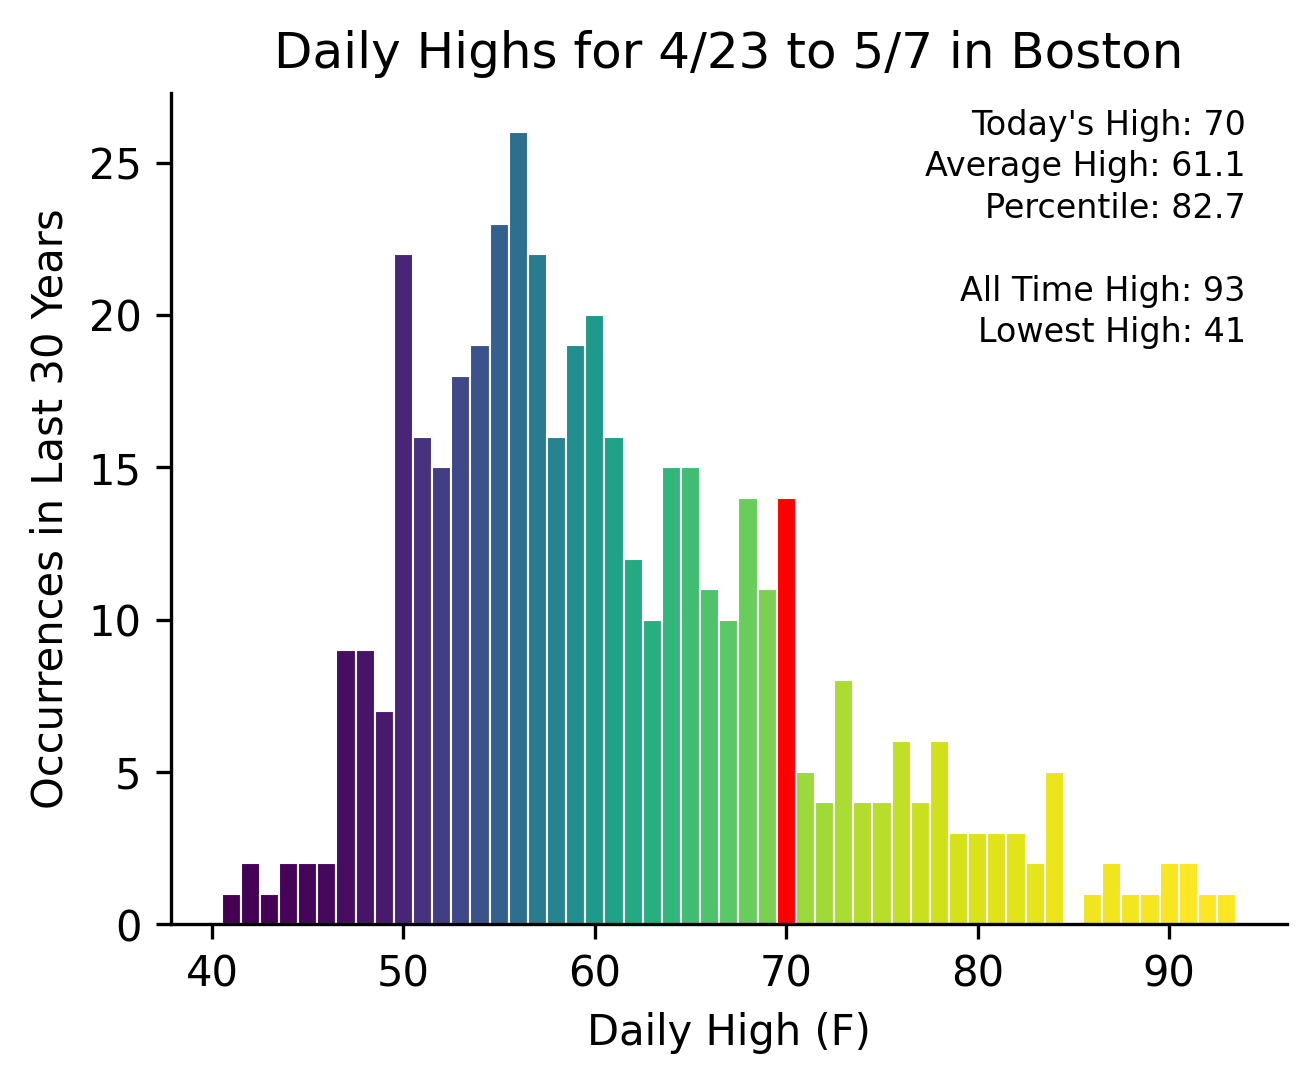 Daily Highs for 4/23 to 5/7 in Boston
Today's High: 70
Average High: 61.1
Percentile: 82.7
All Time High: 93
Lowest High: 41
Occurrences in Last 30 Years
25
20
15
10
5
0
40 50 60 70 80 90
Daily High (F)